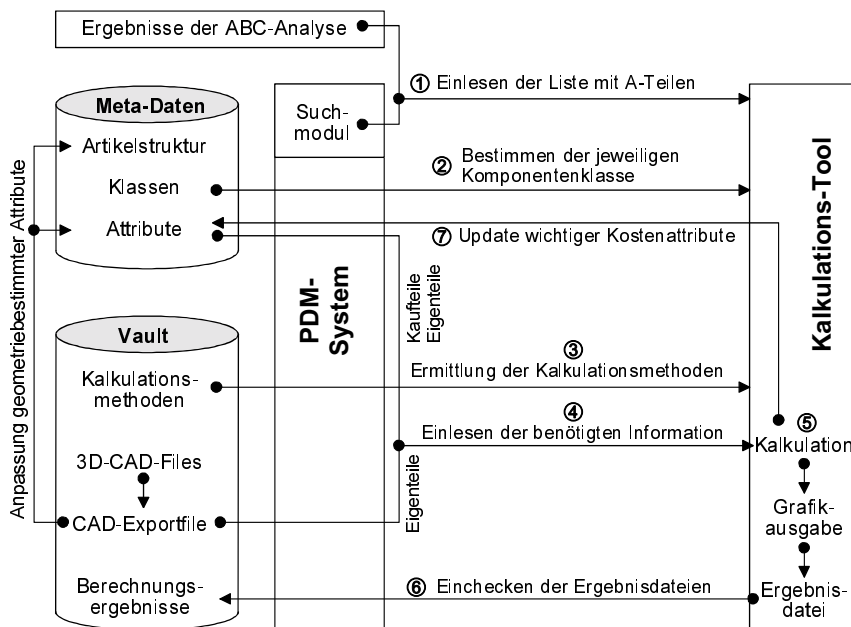 Ergebnisse der ABC-Analyse
① Einlesen der Liste mit A-Teilen
Meta-Daten
Artikelstruktur
Klassen
Attribute
Such-
modul
② Bestimmen der jeweiligen
Komponentenklasse
⑦ Update wichtiger Kostenattribute
Anpassung geometriebestimmter Attribute
PDM-
System
Kaufteile
Eigenteile
Kalkulations-Tool
Vault
Kalkulations-
methoden
③
Ermittlung der Kalkulationsmethoden
④
Einlesen der benötigten Information
3D-CAD-Files
CAD-Exportfile
Eigenteile
⑤
Kalkulation
Grafik-
ausgabe
Ergebnis-
datei
⑥ Einchecken der Ergebnisdateien
Berechnungs-
ergebnisse